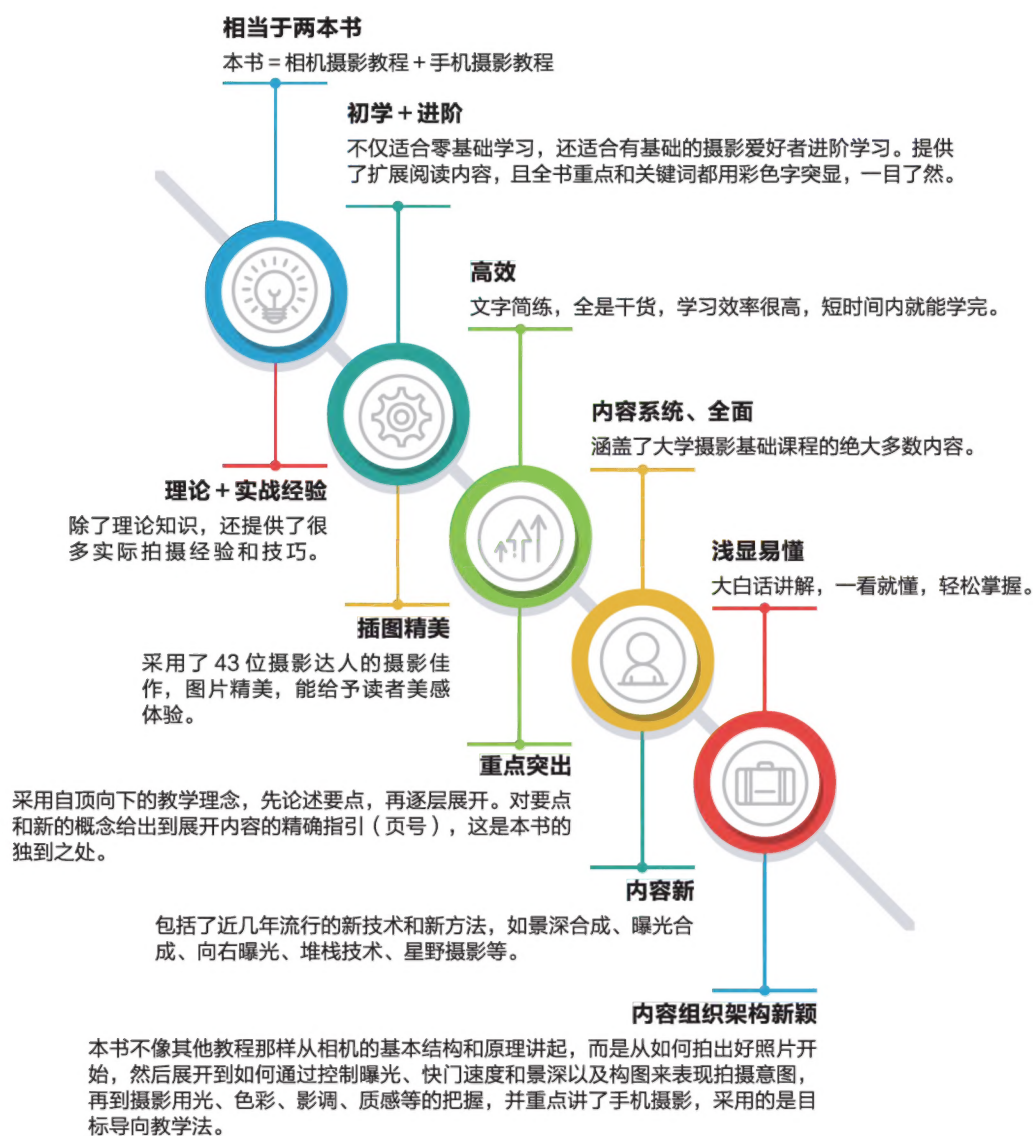 相当于两本书
本书=相机摄影教程+手机摄影教程
初学+进阶
不仅适合零基础学习，还适合有基础的摄影爱好者进阶学习。提供
了扩展阅读内容，且全书重点和关键词都用彩色字突显，一目了然。
高效
文字简练，全是干货，学习效率很高，短时间内就能学完。
内容系统、全面
涵盖了大学摄影基础课程的绝大多数内容。
理论+实战经验
除了理论知识，还提供了很
多实际拍摄经验和技巧。
浅显易懂
大白话讲解，一看就懂，轻松掌握。
插图精美
采用了43位摄影达人的摄影佳
作，图片精美，能给予读者美感
体验。
重点突出
采用自顶向下的教学理念，先论述要点，再逐层展开。对要点
和新的概念给出到展开内容的精确指引（页号），这是本书的
独到之处。
内容新
包括了近几年流行的新技术和新方法，如景深合成、曝光合
成、向右曝光、堆栈技术、星野摄影等。
内容组织架构新颖
本书不像其他教程那样从相机的基本结构和原理讲起，而是从如何拍出好照片开
始，然后展开到如何通过控制曝光、快门速度和景深以及构图来表现拍摄意图，
再到摄影用光、色彩、影调、质感等的把握，并重点讲了手机摄影，采用的是目
标导向教学法。